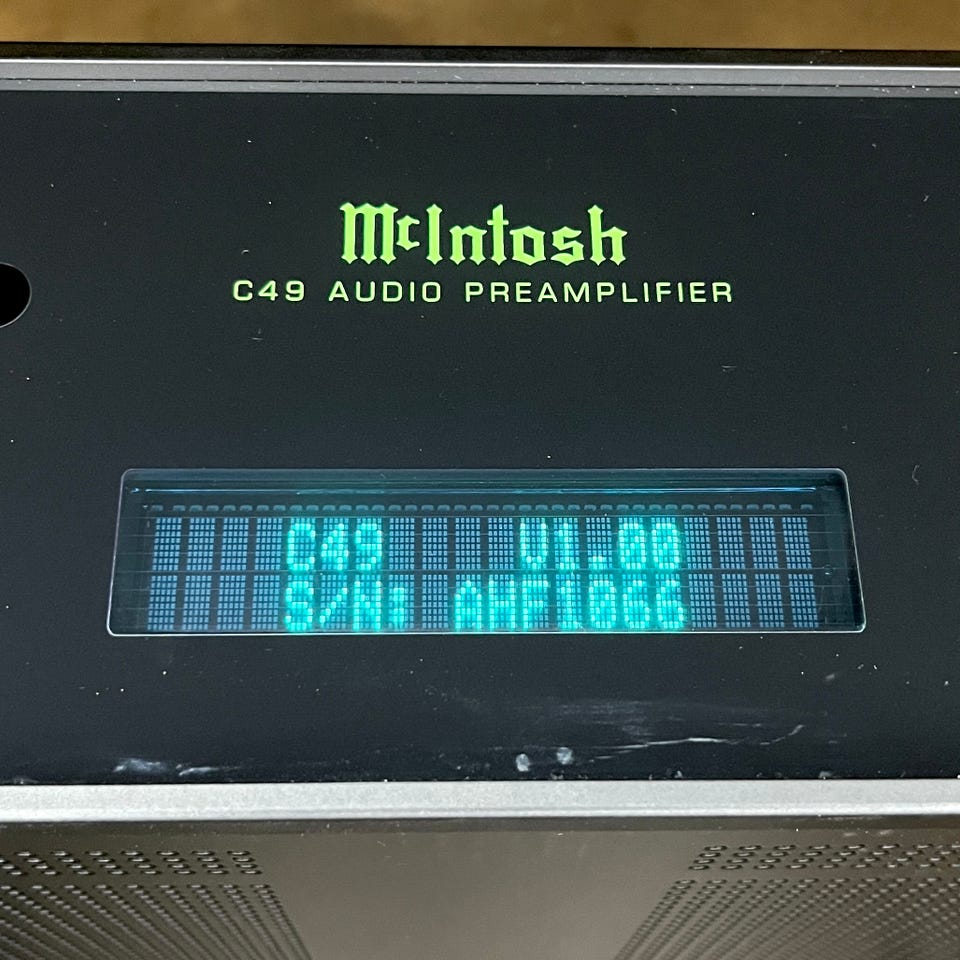 McIntosh
C49 AUDIO PREAMPLIFIER
C49 V1.00
S/N: AHF1066